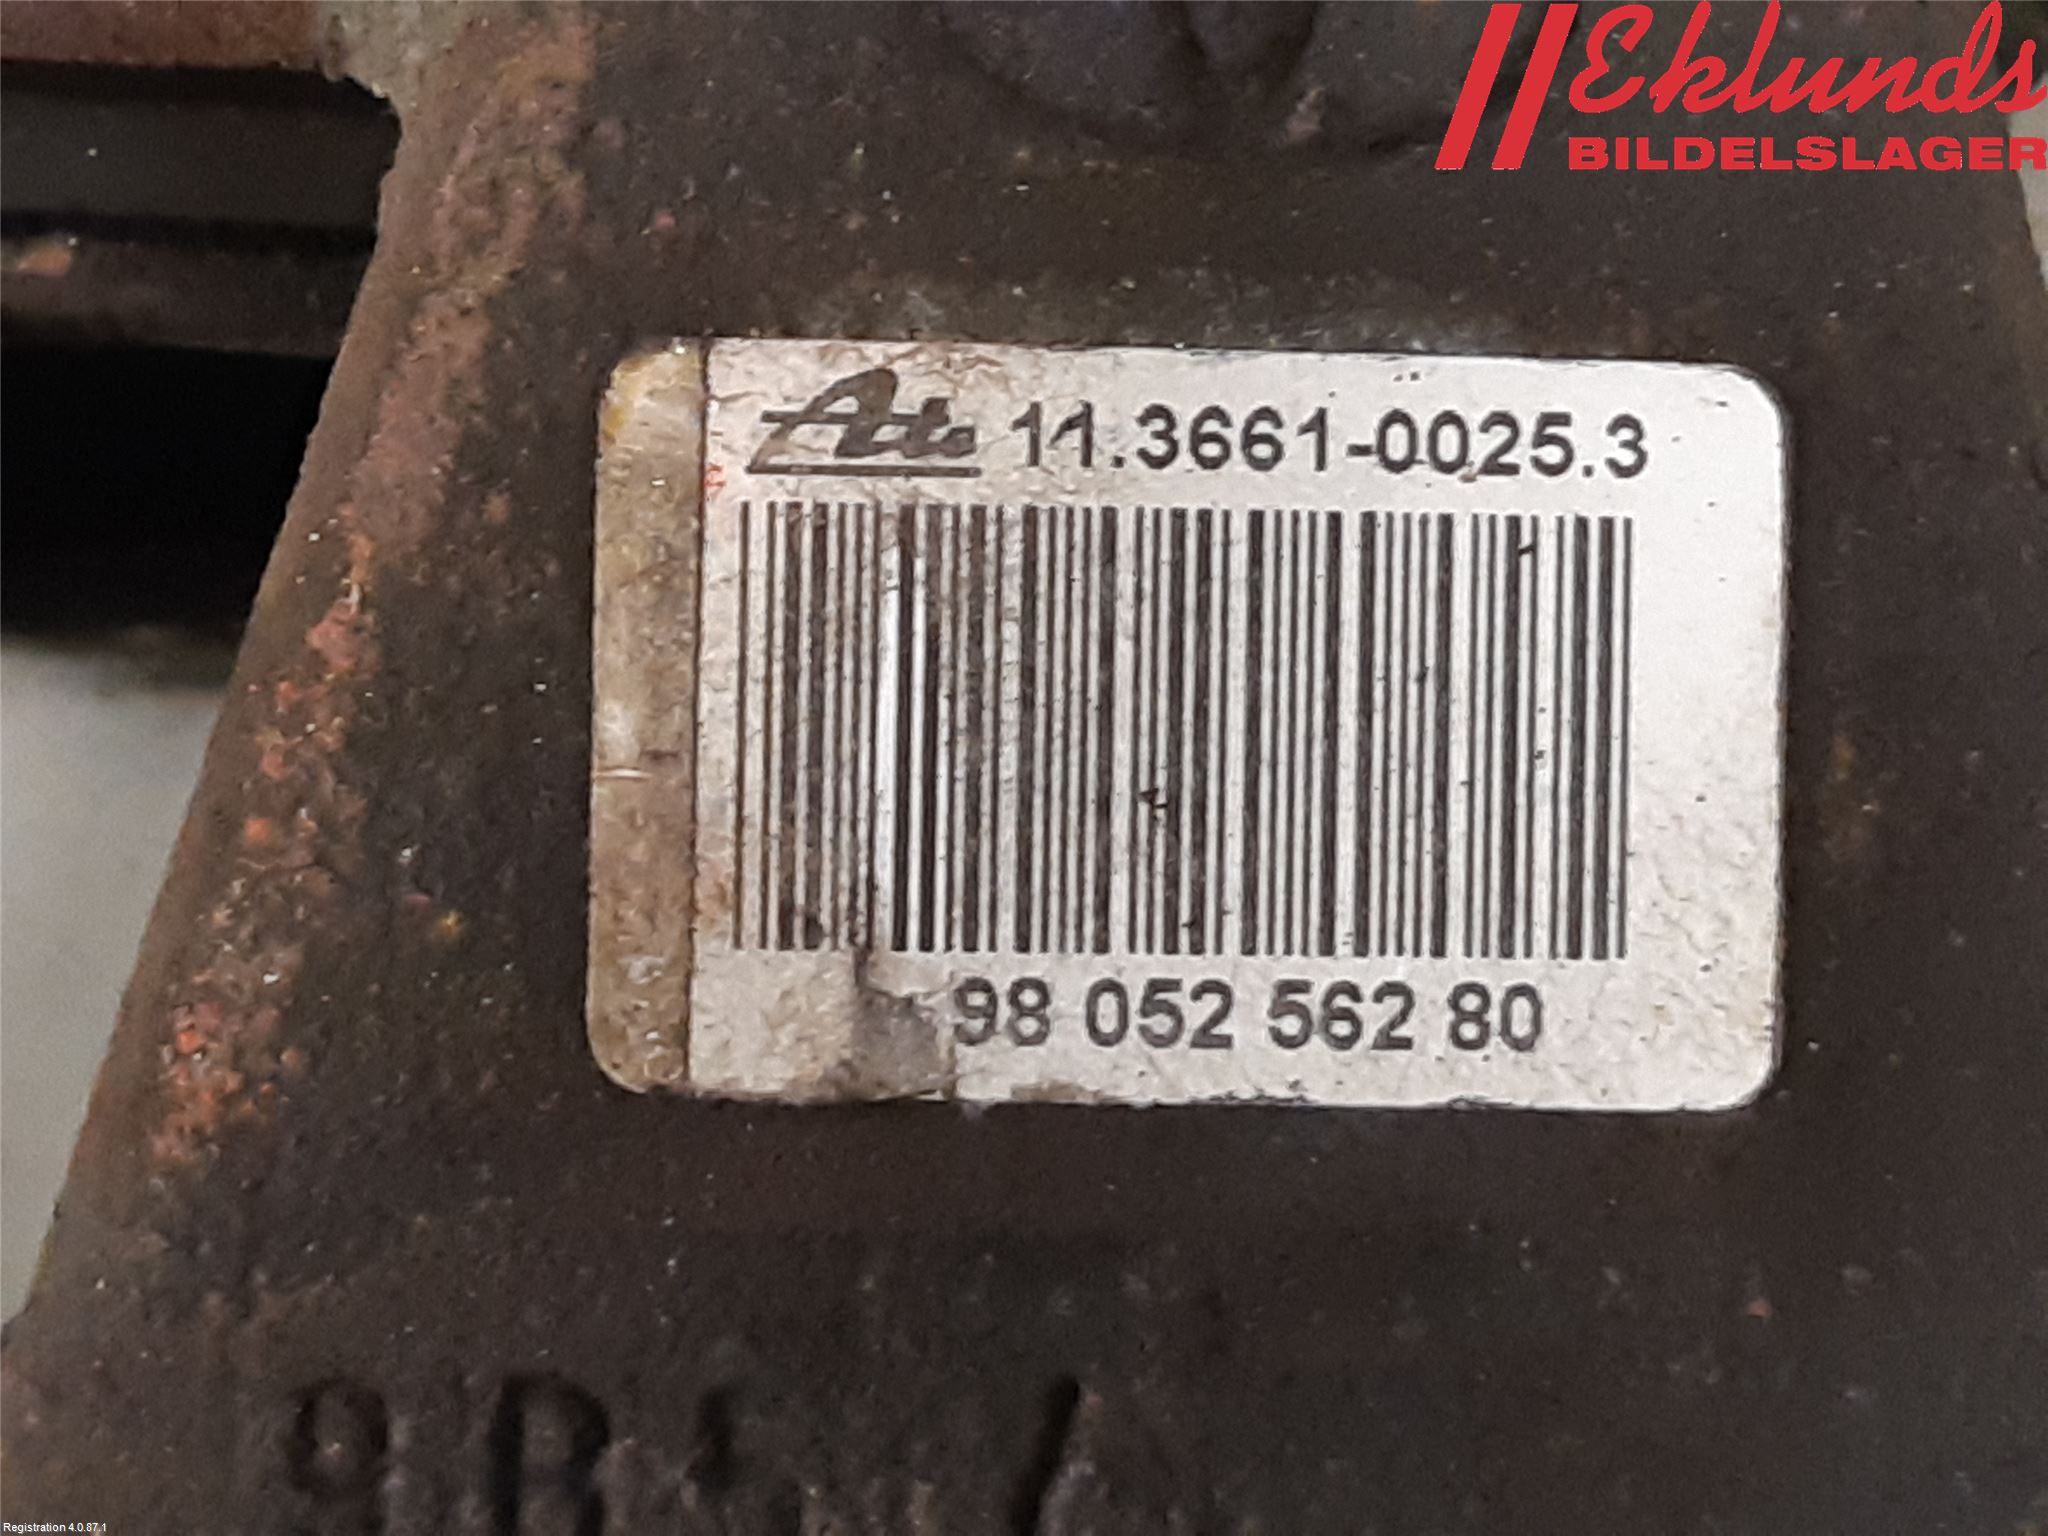 Eklunds
BILDELSLAGER
Ate 11.3661-0025.3
98 052 562 80
Registration 4.0.87.1